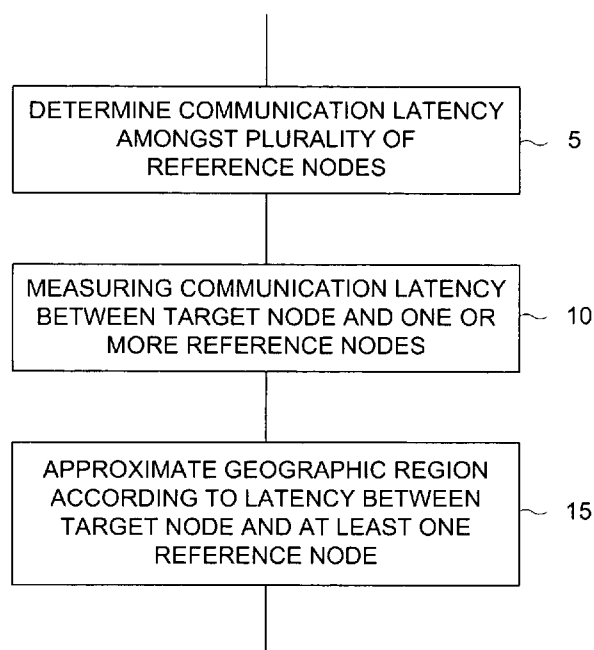 DETERMINE COMMUNICATION LATENCY
AMONGST PLURALITY OF
REFERENCE NODES
5
MEASURING COMMUNICATION LATENCY
BETWEEN TARGET NODE AND ONE OR
MORE REFERENCE NODES
10
APPROXIMATE GEOGRAPHIC REGION
ACCORDING TO LATENCY BETWEEN
TARGET NODE AND AT LEAST ONE
REFERENCE NODE
15